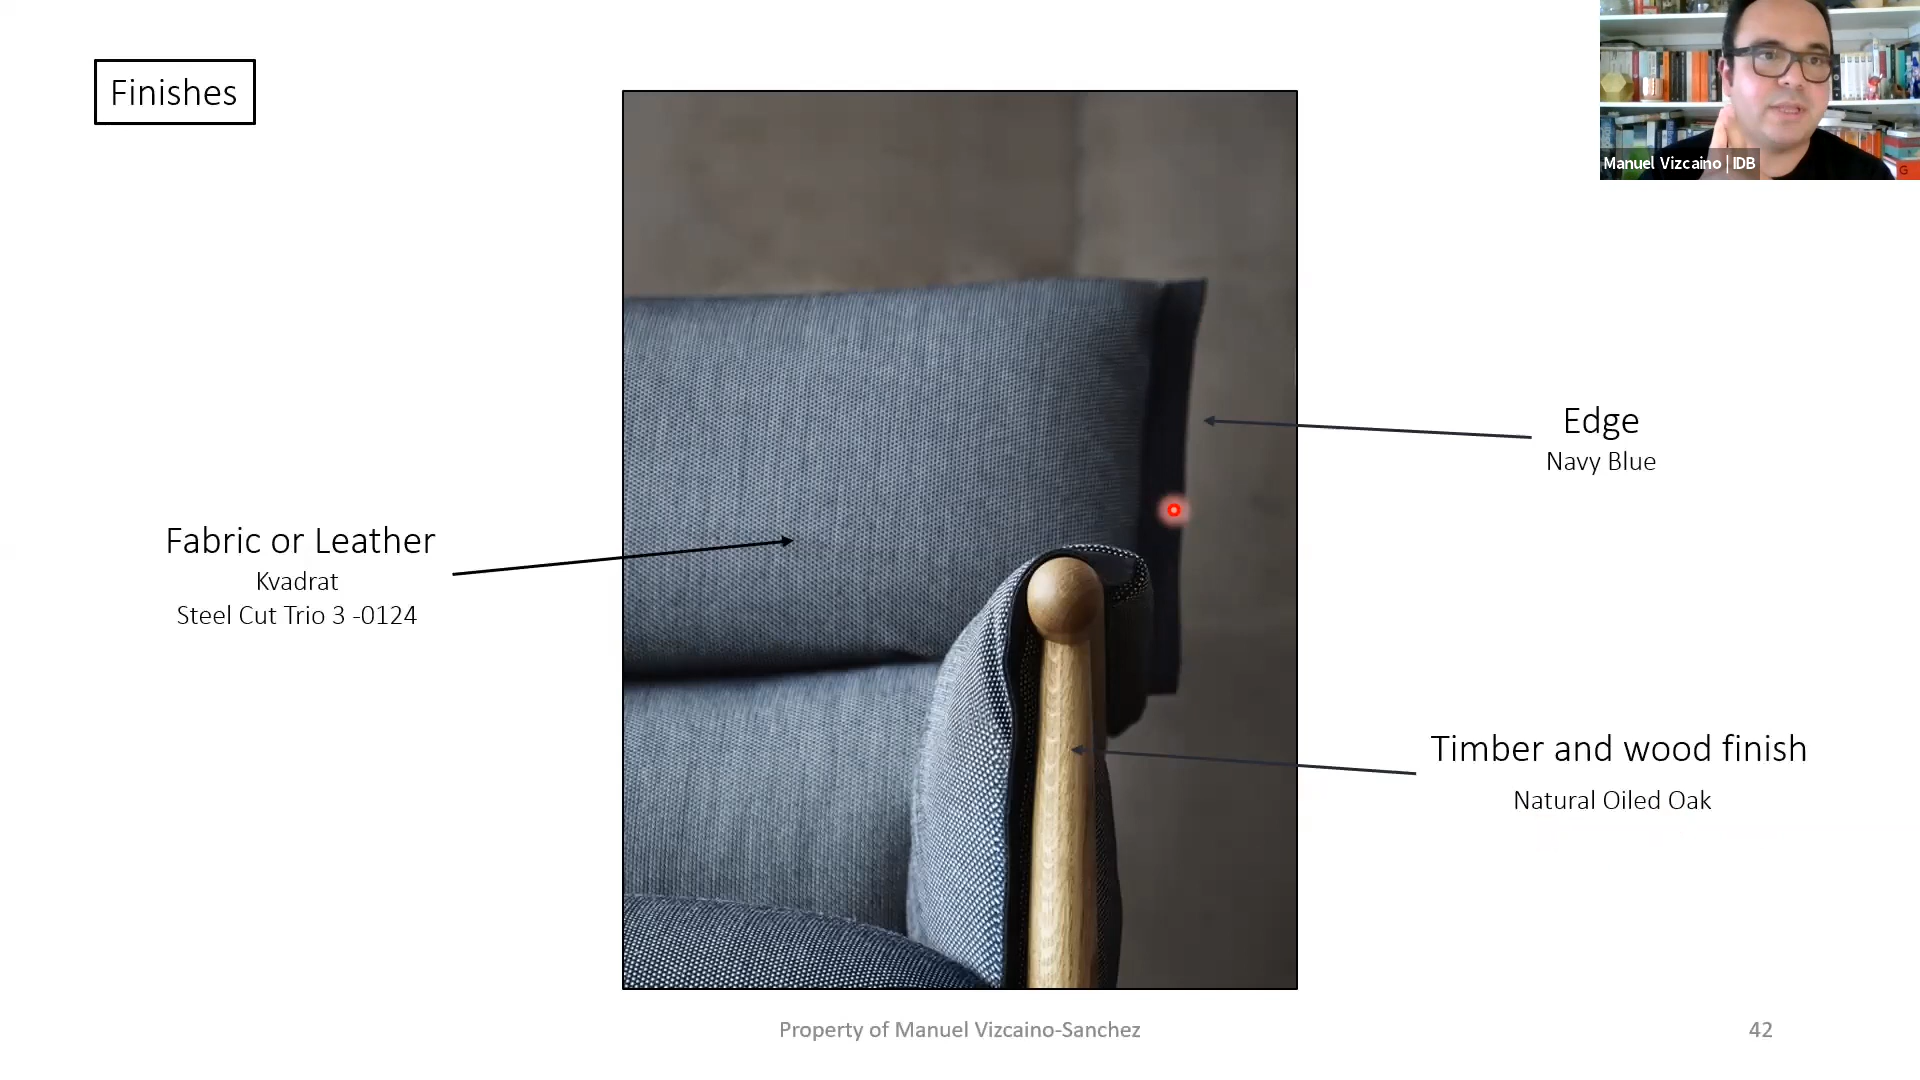 Finishes
Manuel Vizcaino | IDB
Edge
Navy Blue
Fabric or Leather
Kvadrat
Steel Cut Trio 3 -0124
Timber and wood finish
Natural Oiled Oak
Property of Manuel Vizcaino-Sanchez
42